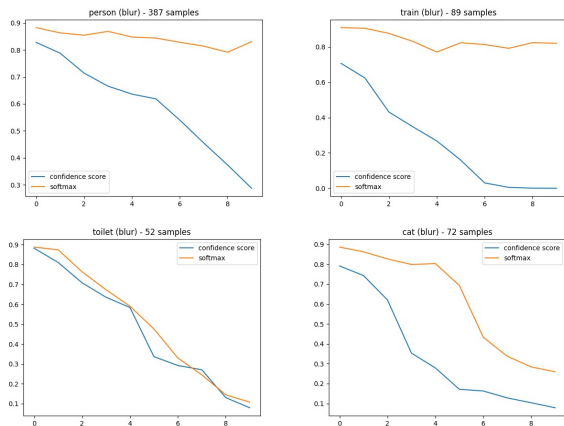 person (blur) - 387 samples
0.9
0.8
0.7
0.6
0.5
0.4
0.3
confidence score
softmax
0 2 4 6 8
train (blur) - 89 samples
0.8
0.6
0.4
0.2
0.0
confidence score
softmax
0 2 4 6 8
toilet (blur) - 52 samples
0.9
0.8
0.7
0.6
0.5
0.4
0.3
0.2
0.1
confidence score
softmax
0 2 4 6 8
cat (blur) - 72 samples
0.9
0.8
0.7
0.6
0.5
0.4
0.3
0.2
0.1
confidence score
softmax
0 2 4 6 8